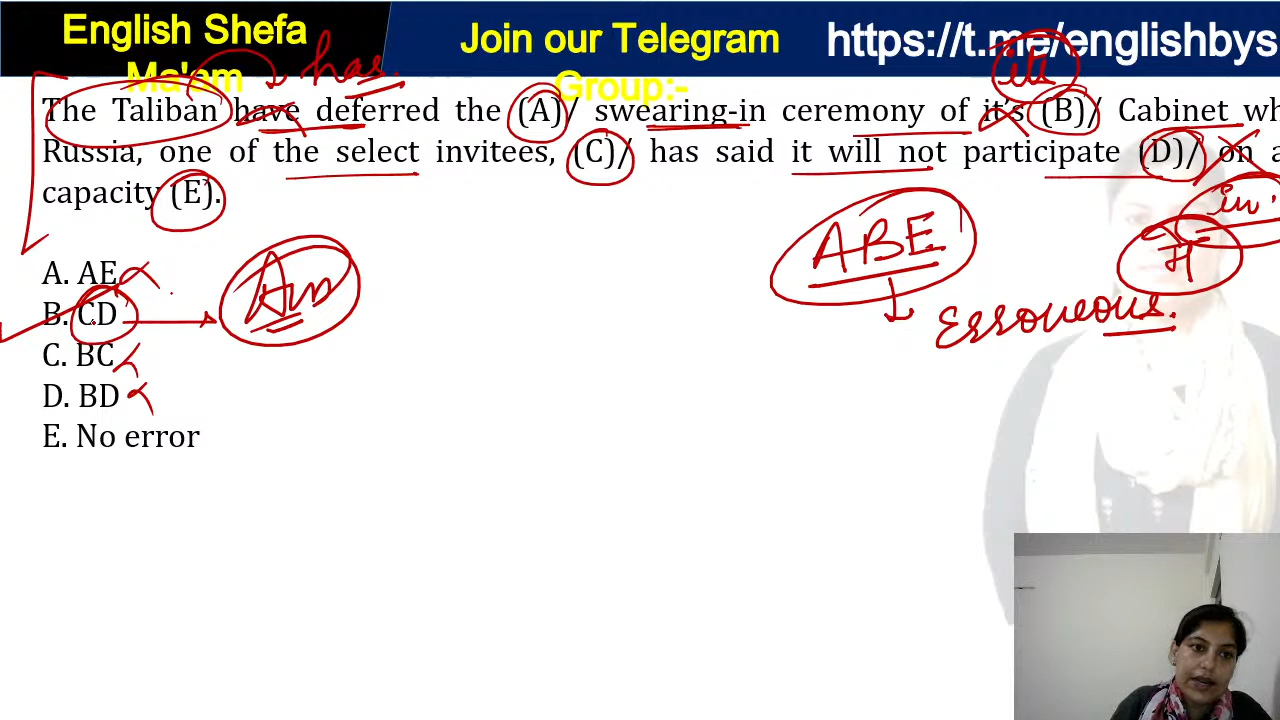 English Shefa
Ma'am
Join our Telegram
Group:-
https://t.me/englishbys
has.
its
The Taliban have deferred the (A)/ swearing-in ceremony of it's (B)/ Cabinet wh
Russia, one of the select invitees, (C)/ has said it will not participate (D)/ on a
capacity (E).
in.
ABE
Erroneous.
A. AE
B. CD
Ans
C. BC
D. BD
E. No error